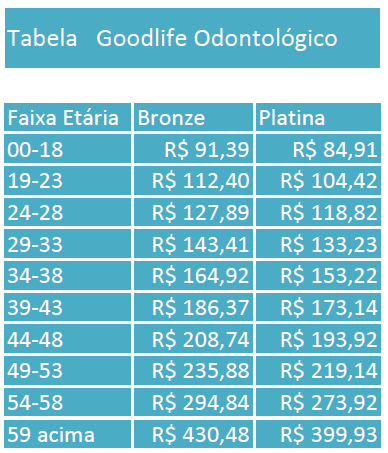 Tabela Goodlife Odontológico
Faixa Etária Bronze Platina
00-18 R$ 91,39 R$ 84,91
19-23 R$ 112,40 R$ 104,42
24-28 R$ 127,89 R$ 118,82
29-33 R$ 143,41 R$ 133,23
34-38 R$ 164,92 R$ 153,22
39-43 R$ 186,37 R$ 173,14
44-48 R$ 208,74 R$ 193,92
49-53 R$ 235,88 R$ 219,14
54-58 R$ 294,84 R$ 273,92
59 acima R$ 430,48 R$ 399,93